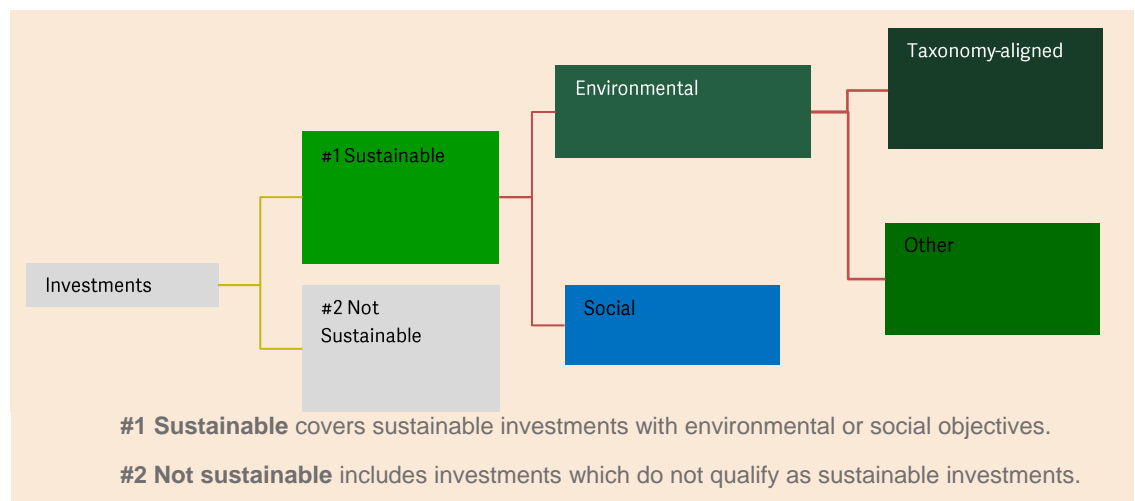 Taxonomy-aligned
Environmental
#1 Sustainable
Other
Investments
#2 Not
Sustainable
Social
#1 Sustainable covers sustainable investments with environmental or social objectives.
#2 Not sustainable includes investments which do not qualify as sustainable investments.